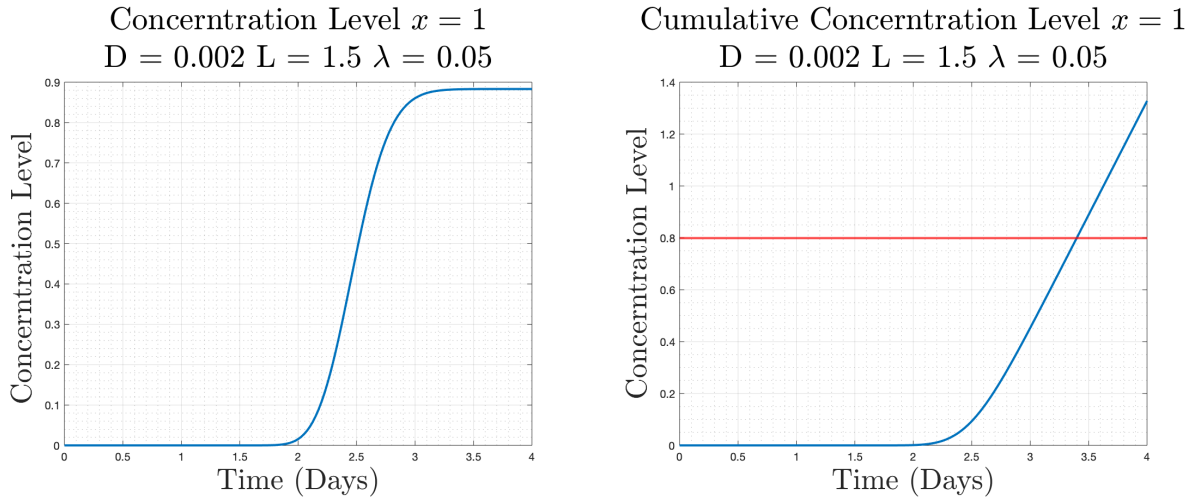 Concerntration Level x = 1
D = 0.002 L = 1.5 λ = 0.05
Concerntration Level
0.9
0.8
0.7
0.6
0.5
0.4
0.3
0.2
0.1
0
0 0.5 1 1.5 2 2.5 3 3.5 4
Time (Days)
Cumulative Concerntration Level x = 1
D = 0.002 L = 1.5 λ = 0.05
Concerntration Level
1.4
1.2
1
0.8
0.6
0.4
0.2
0
0 0.5 1 1.5 2 2.5 3 3.5 4
Time (Days)